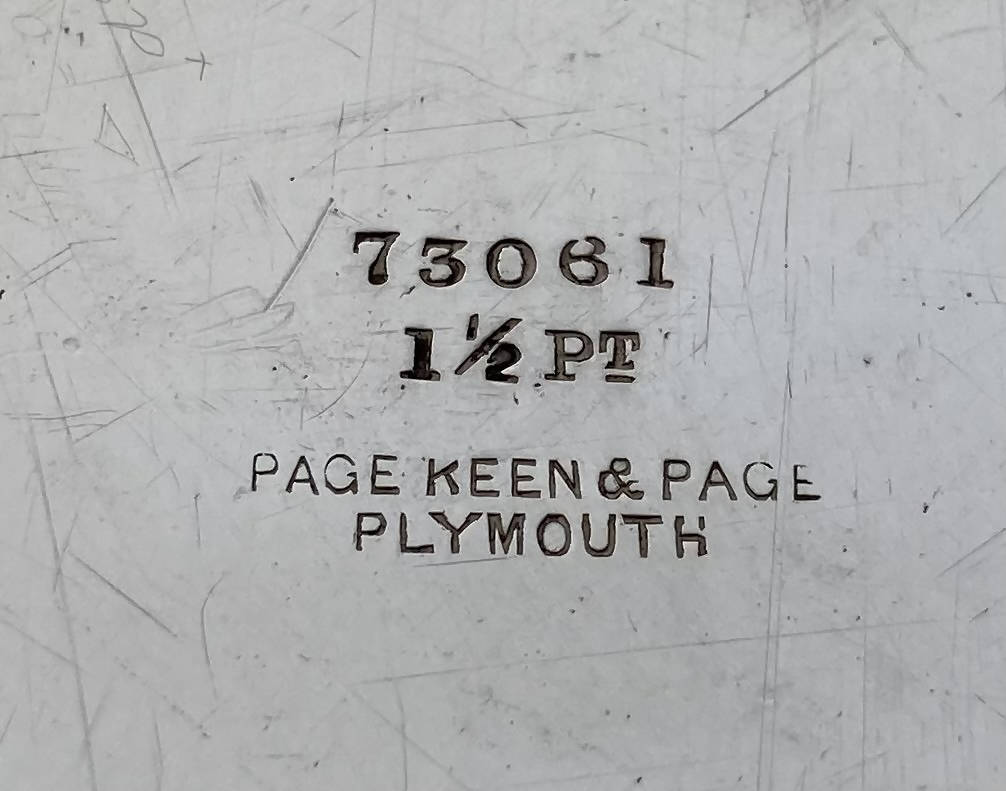 73061
1½ PT
PAGE KEEN & PAGE
PLYMOUTH